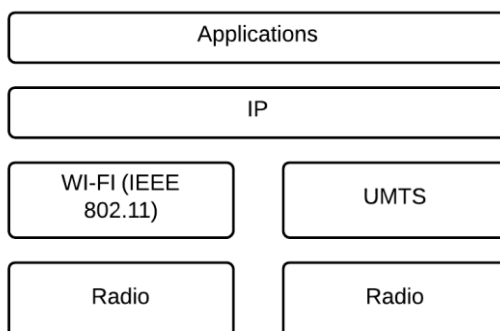 Applications
IP
WI-FI (IEEE
802.11)
UMTS
Radio
Radio